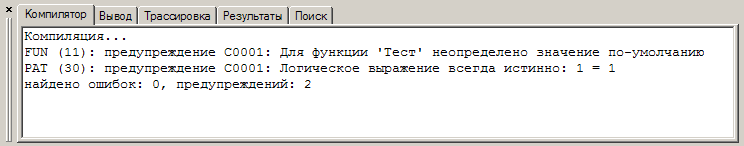 Компилятор Вывод Трассировка Результаты Поиск
Компиляция...
FUN (11): предупреждение C0001: Для функции 'Тест' неопределено значение по-умолчанию
PAT (30): предупреждение C0001: Логическое выражение всегда истинно: 1 = 1
найдено ошибок: 0, предупреждений: 2